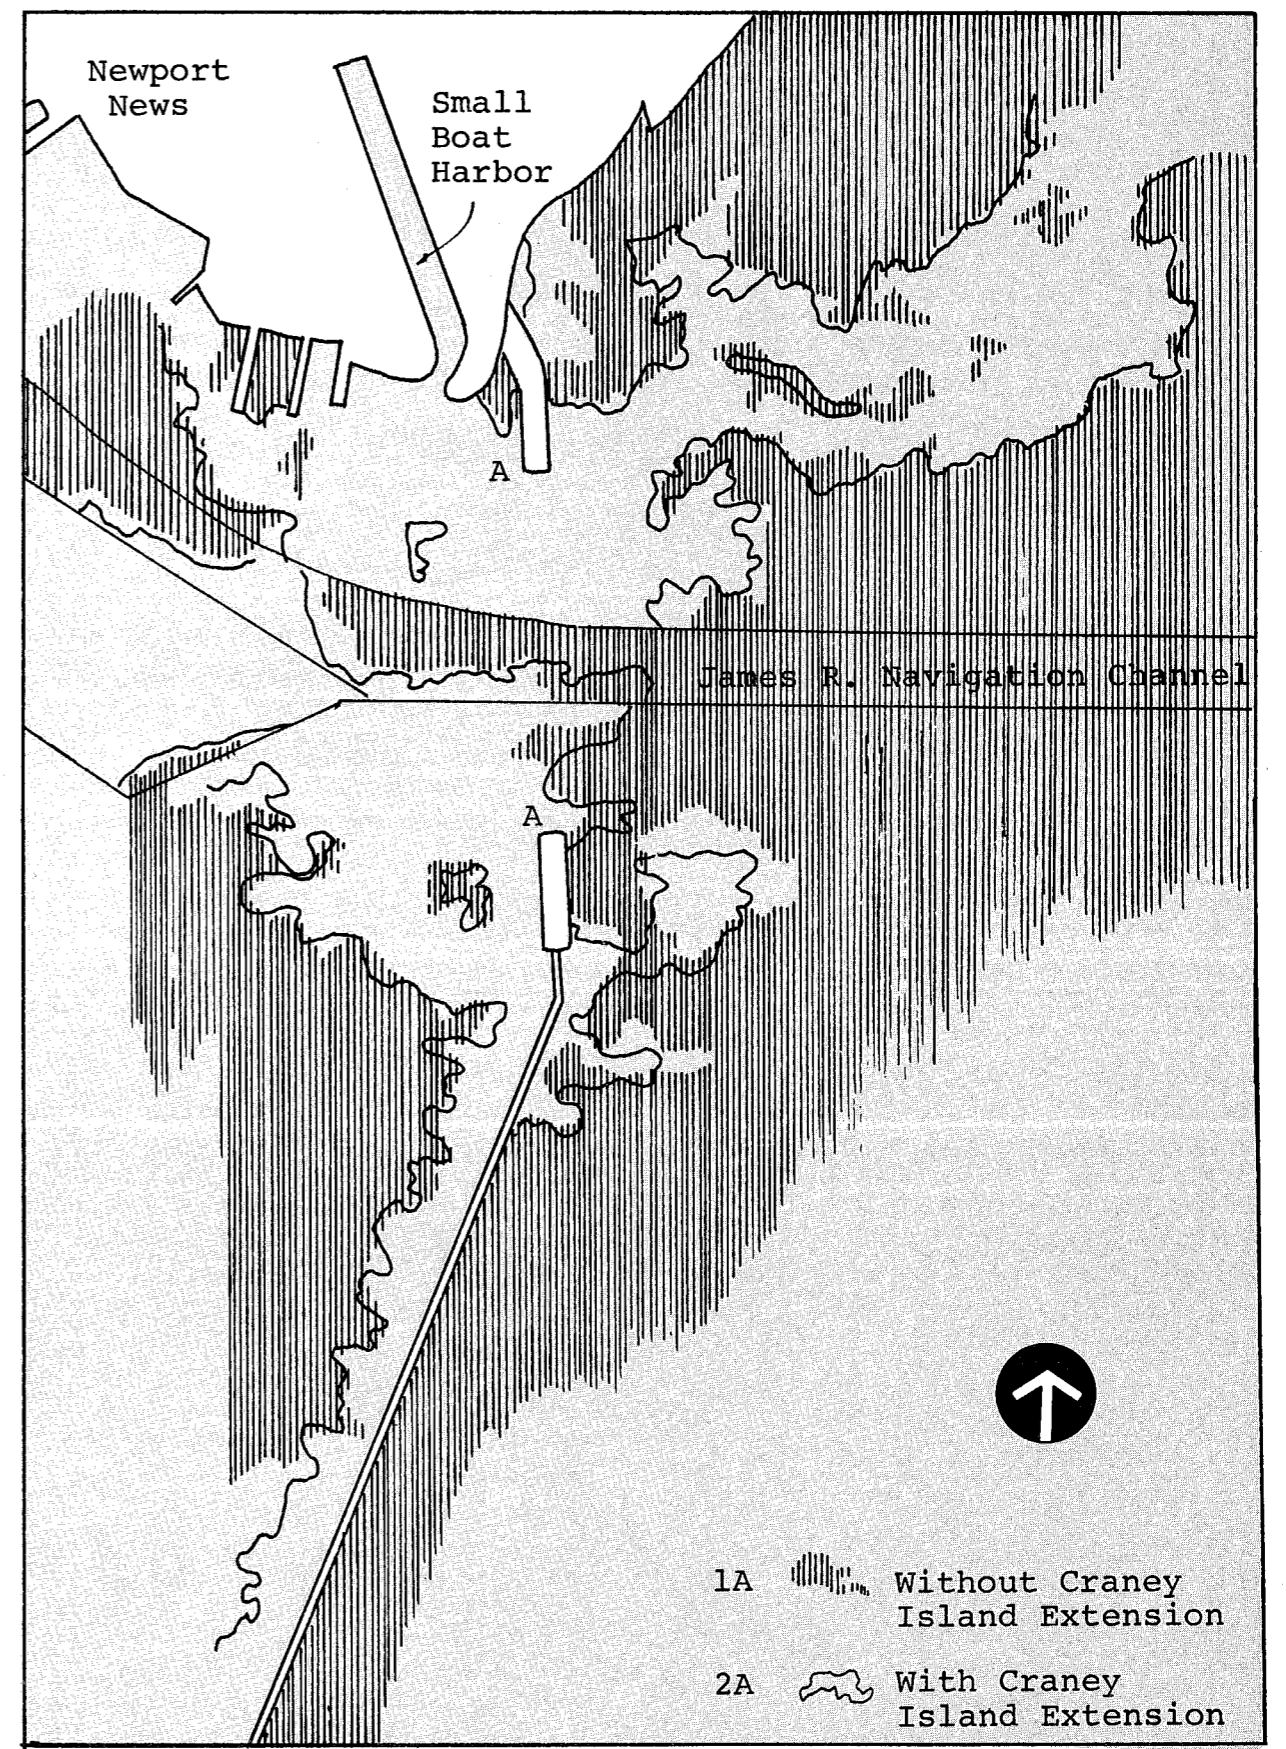 Newport
News
Small
Boat
Harbor
A
James R. Navigation Channel
A
1A Without Craney
Island Extension
2A With Craney
Island Extension